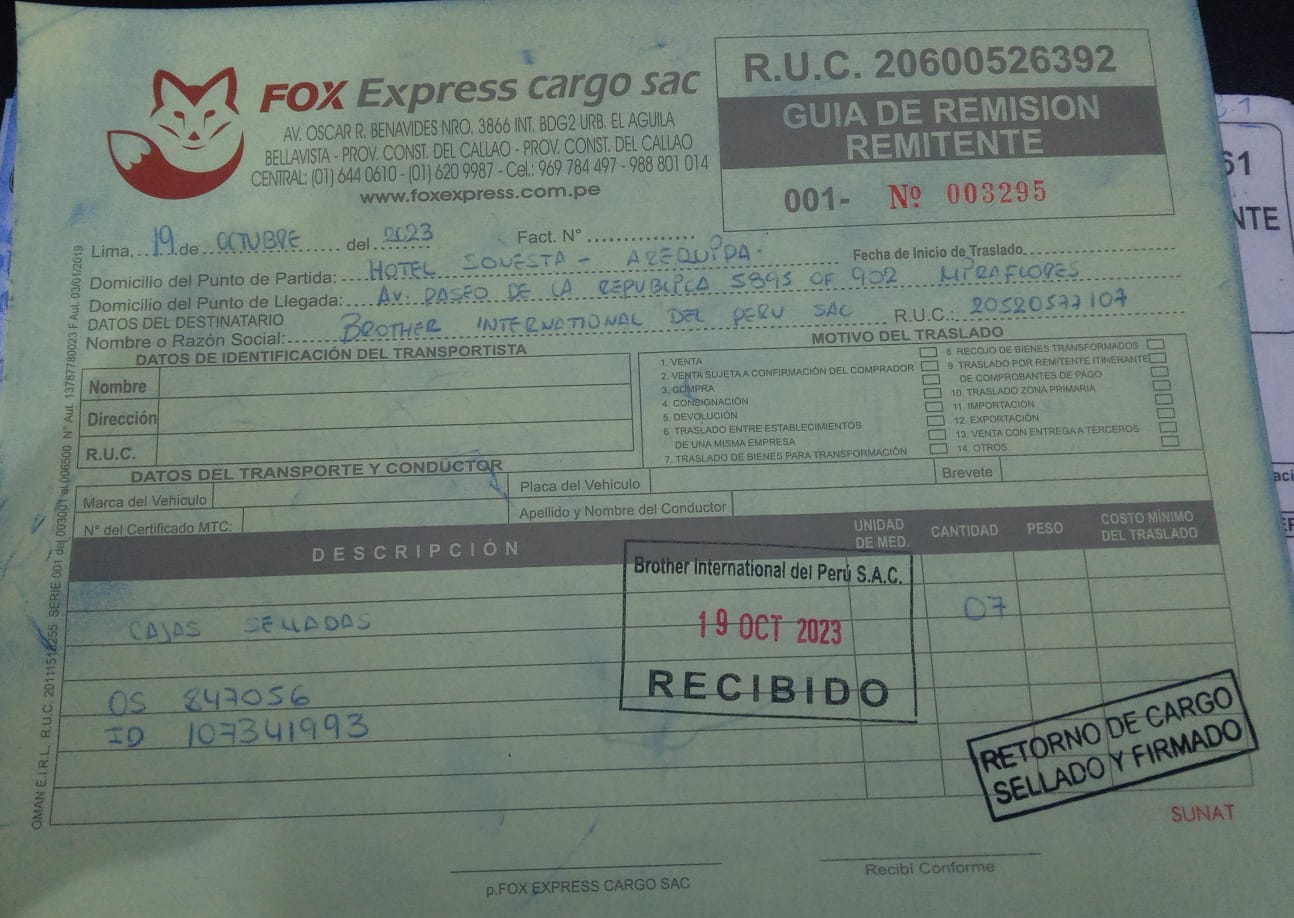 FOX Express cargo sac
AV. OSCAR R. BENAVIDES NRO. 3866 INT. BDG2 URB. EL AGUILA
BELLAVISTA - PROV. CONST. DEL CALLAO - PROV. CONST. DEL CALLAO
CENTRAL: (01) 644 0610 - (01) 620 9987 - Cel.: 969 784 497 - 988 801 014
www.foxexpress.com.pe
R.U.C. 20600526392
GUIA DE REMISION
REMITENTE
001- Nº 003295
Lima, 19 de OCTUBRE del 2023 Fact. N°
Fecha de Inicio de Traslado
Domicilio del Punto de Partida: HOTEL SONESTA - AREQUIPA.
Domicilio del Punto de Llegada: AV. PASEO DE LA REPUBLICA 5895 OF 902 MIRAFLORES
DATOS DEL DESTINATARIO
Nombre o Razón Social: BROTHER INTERNATIONAL DEL PERU SAC R.U.C.: 20520577107
DATOS DE IDENTIFICACIÓN DEL TRANSPORTISTA
Nombre
Dirección
R.U.C.
MOTIVO DEL TRASLADO
1. VENTA
2. VENTA SUJETA A CONFIRMACIÓN DEL COMPRADOR
3. COMPRA
4. CONSIGNACIÓN
5. DEVOLUCIÓN
6. TRASLADO ENTRE ESTABLECIMIENTOS
DE UNA MISMA EMPRESA
7. TRASLADO DE BIENES PARA TRANSFORMACIÓN
8 RECOJO DE BIENES TRANSFORMADOS
9 TRASLADO POR REMITENTE ITINERANTE
DE COMPROBANTES DE PAGO
10. TRASLADO ZONA PRIMARIA
11. IMPORTACION
12. EXPORTACIÓN
13. VENTA CON ENTREGA A TERCEROS
14. OTROS
DATOS DEL TRANSPORTE Y CONDUCTOR
Marca del Vehiculo
Placa del Vehiculo
Brevete
N° del Certificado MTC:
Apellido y Nombre del Conductor
DESCRIPCIÓN
UNIDAD
DE MED.
CANTIDAD
PESO
COSTO MÍNIMO
DEL TRASLADO
CAJAS SELLADAS 07
OS 847056
ID 107341993
Brother International del Perú S.A.C.
19 OCT 2023
RECIBIDO
RETORNO DE CARGO
SELLADO Y FIRMADO
SUNAT
p.FOX EXPRESS CARGO SAC
Recibí Conforme
61
NTE